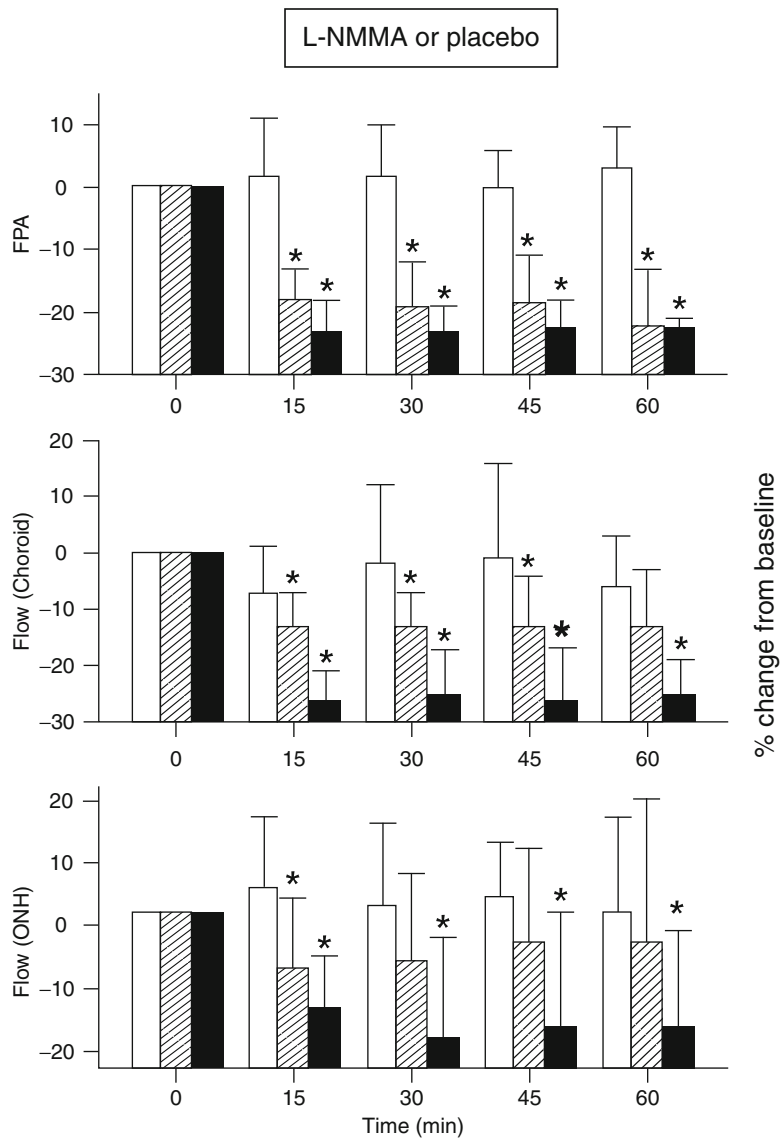 L-NMMA or placebo
10
0
−10
−20
−30
FPA
* * * * * * * *
0 15 30 45 60
20
10
0
−10
−20
−30
Flow (Choroid)
* * * * * * *
0 15 30 45 60
20
10
0
−10
−20
Flow (ONH)
* * * * *
0 15 30 45 60
Time (min)
% change from baseline